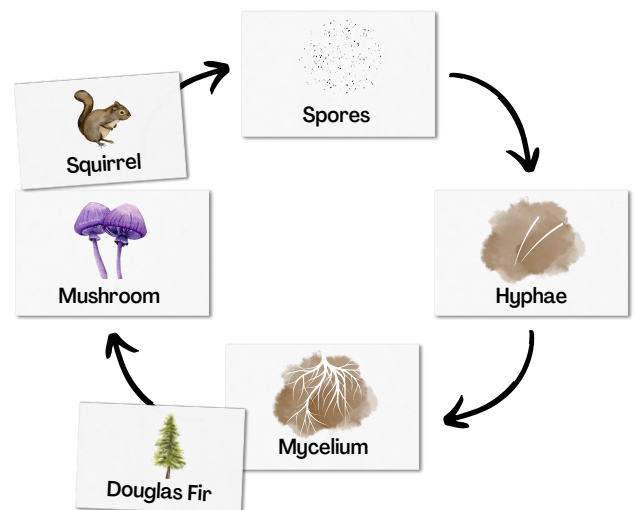 Spores
Squirrel
Mushroom
Hyphae
Mycelium
Douglas Fir